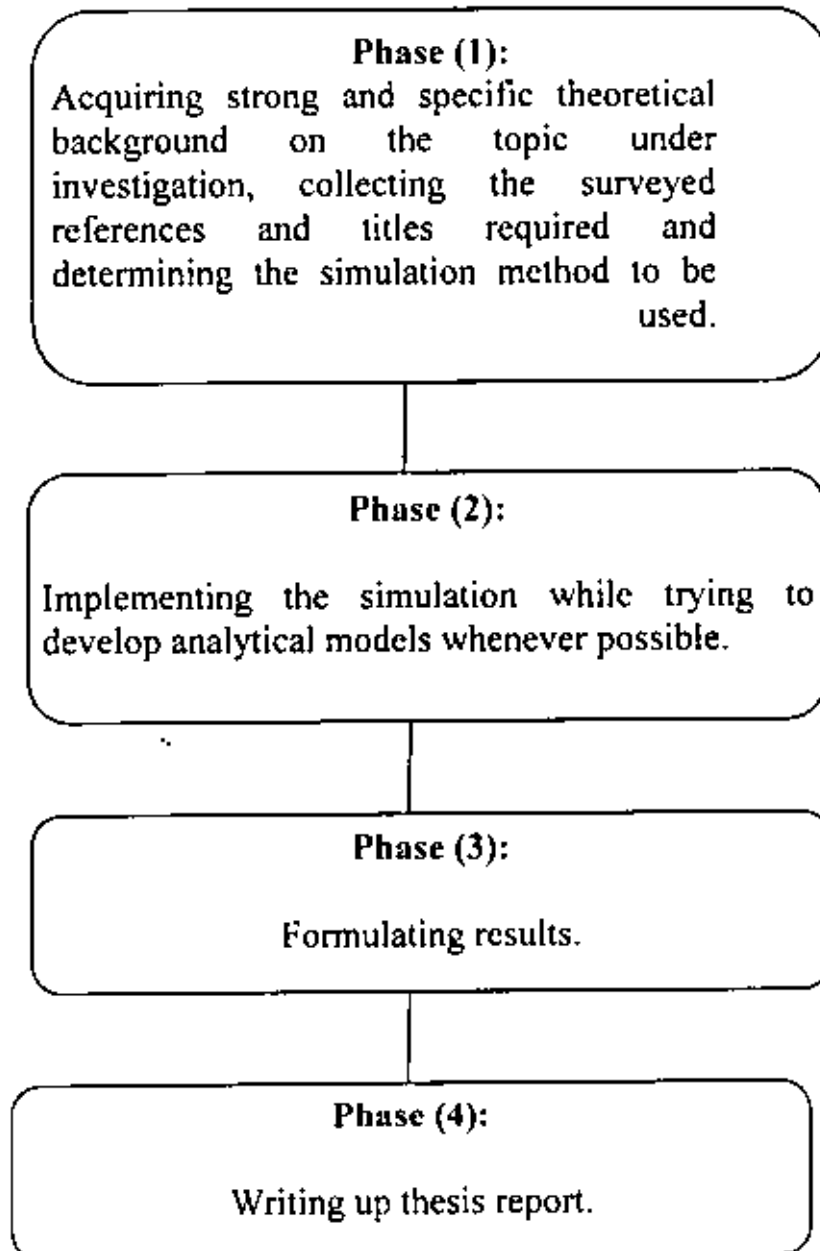 Phase (1):
Acquiring strong and specific theoretical
background on the topic under
investigation, collecting the surveyed
references and titles required and
determining the simulation method to be
used.
Phase (2):
Implementing the simulation while trying to
develop analytical models whenever possible.
Phase (3):
Formulating results.
Phase (4):
Writing up thesis report.